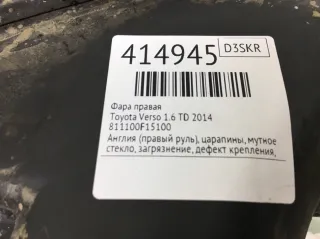 414945
D3SKR
Фара правая
Toyota Verso 1.6 TD 2014
811100F15100
Англия (правый руль), царапины, мутное
стекло, загрязнение, дефект крепления,